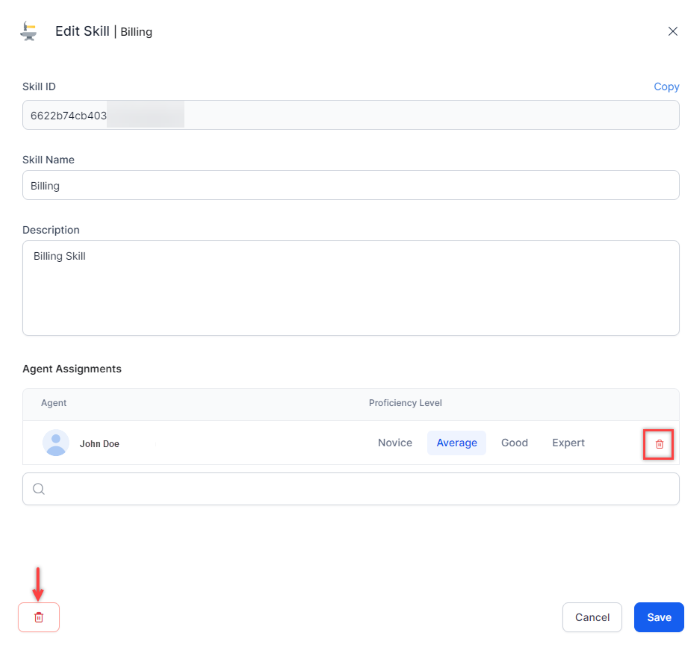 Edit Skill | Billing
Skill ID
Copy
6622b74cb403
Skill Name
Billing
Description
Billing Skill
Agent Assignments
Agent Proficiency Level
John Doe Novice Average Good Expert
Cancel Save